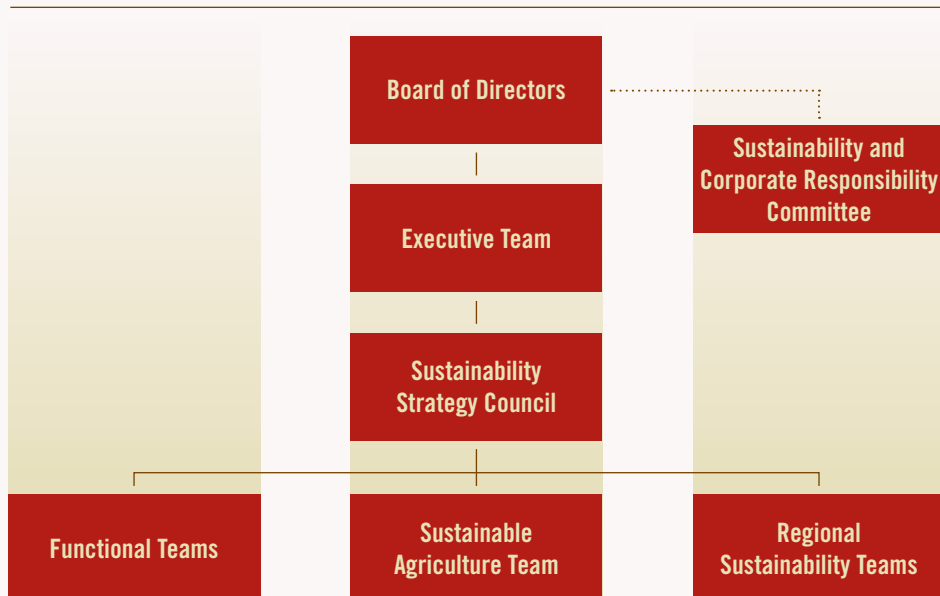 Board of Directors
Sustainability and
Corporate Responsibility
Committee
Executive Team
Sustainability
Strategy Council
Functional Teams
Sustainable
Agriculture Team
Regional
Sustainability Teams